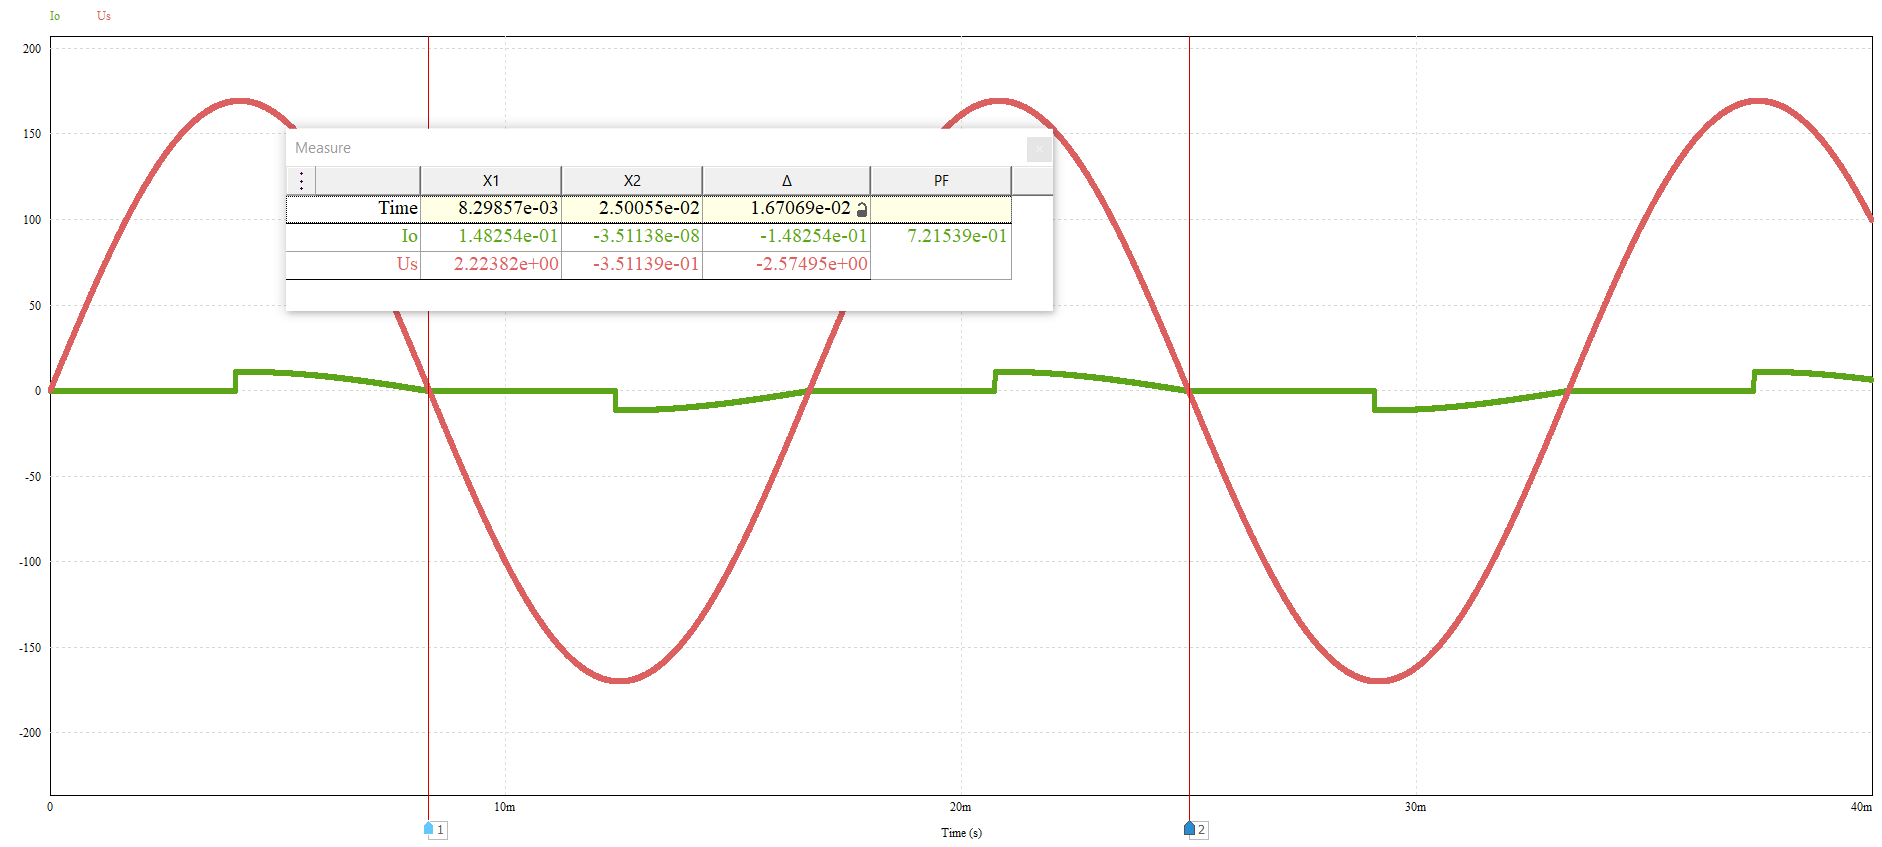 Io Us
200
150
100
50
0
-50
-100
-150
-200
Measure
X1 X2 Δ PF
Time 8.29857e-03 2.50055e-02 1.67069e-02
Io 1.48254e-01 -3.51138e-08 -1.48254e-01 7.21539e-01
Us 2.22382e+00 -3.51139e-01 -2.57495e+00
0 10m 20m 30m 40m
Time (s)
1 2